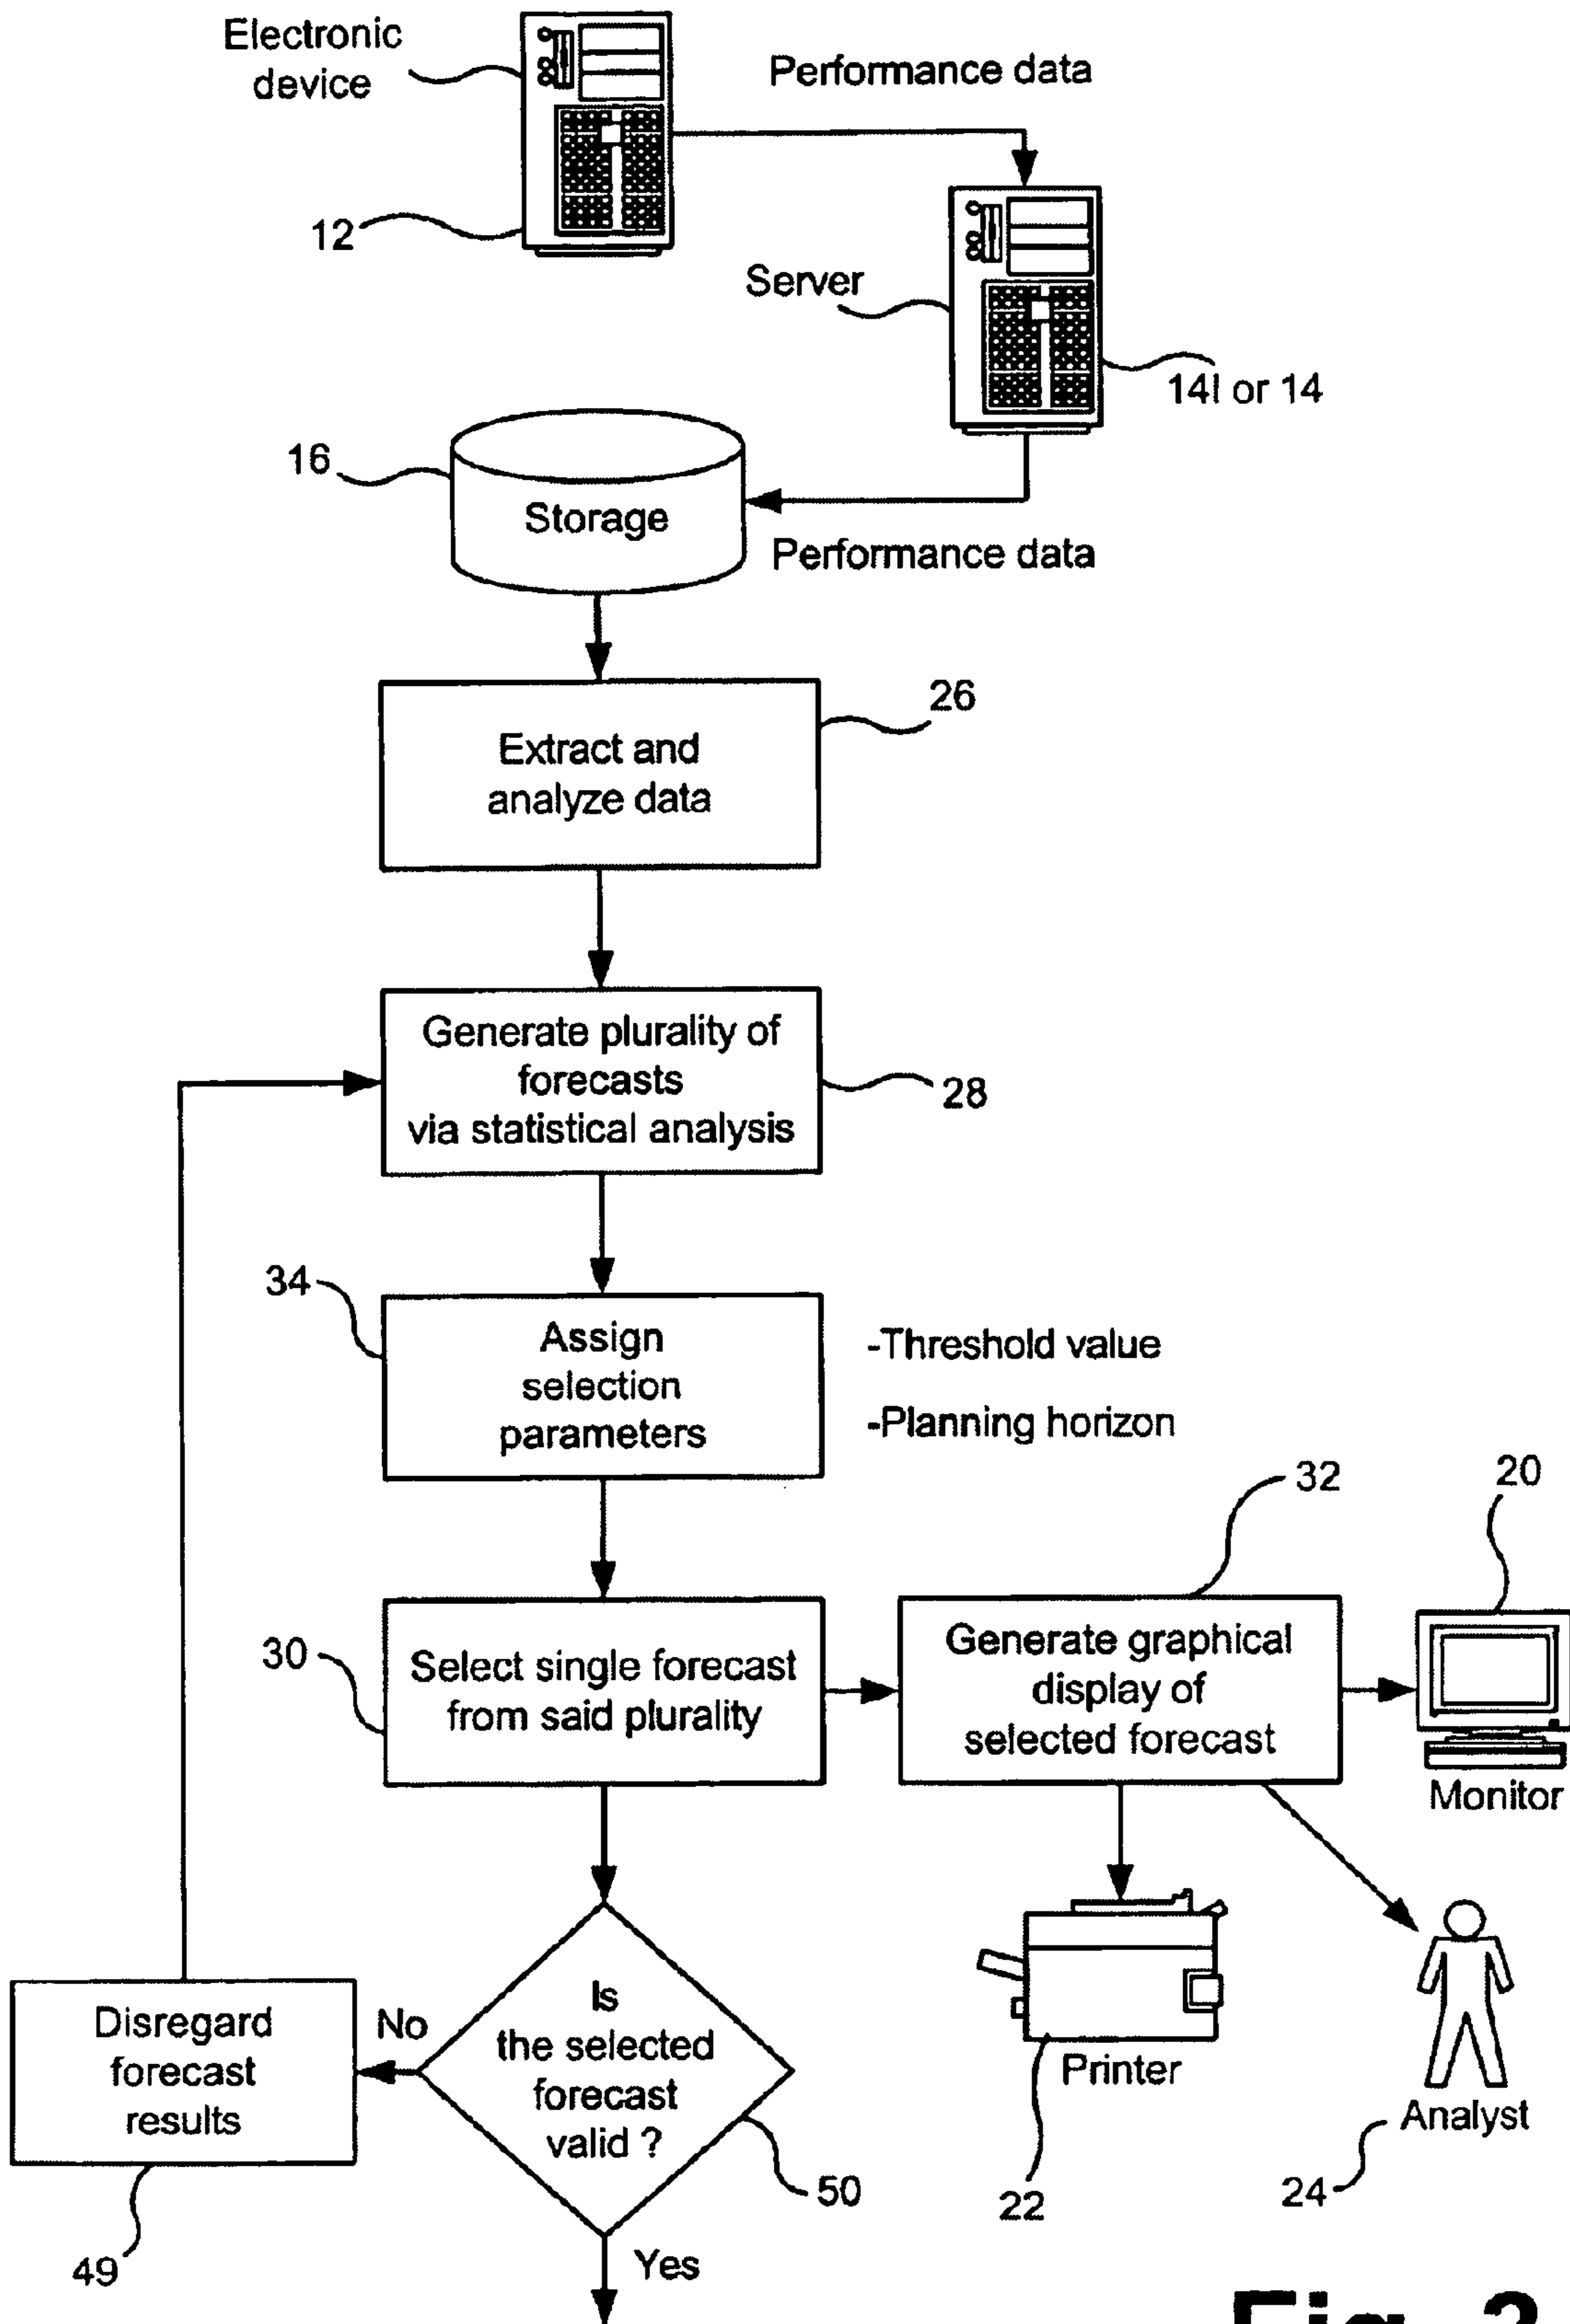 Electronic
device
Performance data
12
Server
14I or 14
16
Storage
Performance data
26
Extract and
analyze data
Generate plurality of
forecasts
via statistical analysis
28
34
Assign
selection
parameters
-Threshold value
-Planning horizon
32
20
30
Select single forecast
from said plurality
Generate graphical
display of
selected forecast
Monitor
Disregard
forecast
results
No
Is
the selected
forecast
valid ?
Printer
Analyst
50
22
24
49
Yes